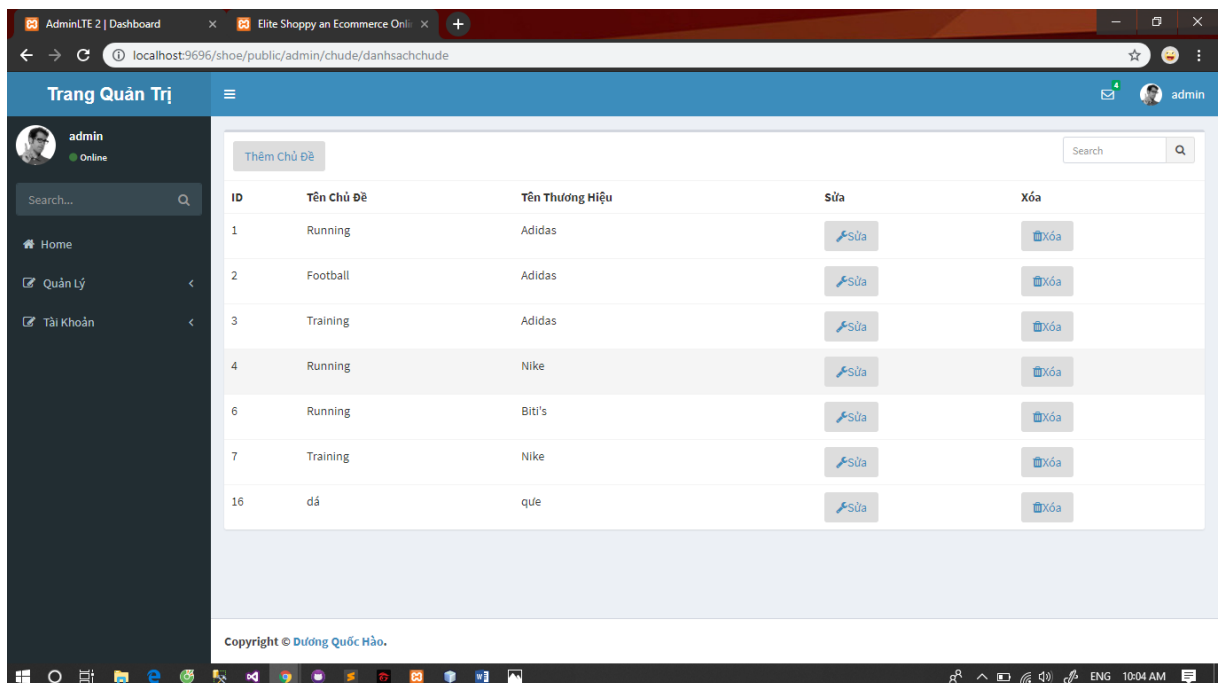 AdminLTE 2 | Dashboard
Elite Shoppy an Ecommerce Onli
localhost:9696/shoe/public/admin/chude/danhsachchude
Trang Quản Trị
4
admin
admin
Online
Search...
Home
Quản Lý
Tài Khoản
Thêm Chủ Đề
Search
ID Tên Chủ Đề Tên Thương Hiệu Sửa Xóa
1 Running Adidas Sửa Xóa
2 Football Adidas Sửa Xóa
3 Training Adidas Sửa Xóa
4 Running Nike Sửa Xóa
6 Running Biti's Sửa Xóa
7 Training Nike Sửa Xóa
16 dá qưe Sửa Xóa
Copyright © Dương Quốc Hào.
ENG 10:04 AM